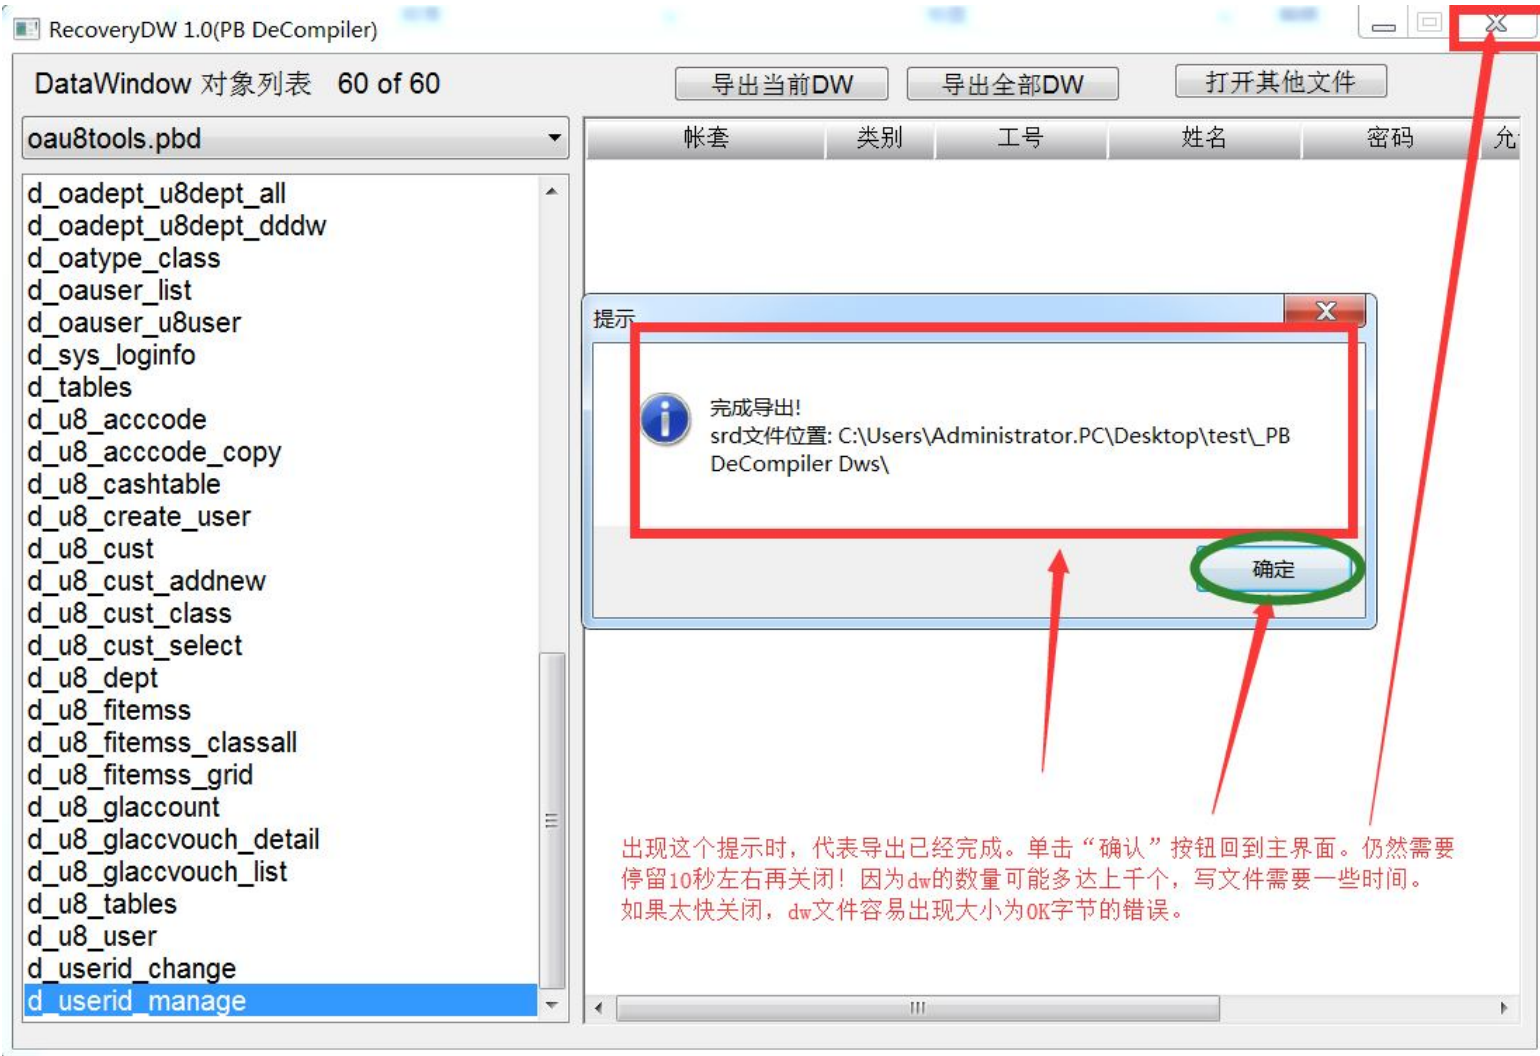 RecoveryDW 1.0(PB DeCompiler)
DataWindow 对象列表 60 of 60
导出当前DW
导出全部DW
打开其他文件
oau8tools.pbd
帐套 类别 工号 姓名 密码 允
d_oadept_u8dept_all
d_oadept_u8dept_dddw
d_oatype_class
d_oauser_list
d_oauser_u8user
d_sys_loginfo
d_tables
d_u8_acccode
d_u8_acccode_copy
d_u8_cashtable
d_u8_create_user
d_u8_cust
d_u8_cust_addnew
d_u8_cust_class
d_u8_cust_select
d_u8_dept
d_u8_fitemss
d_u8_fitemss_classall
d_u8_fitemss_grid
d_u8_glaccount
d_u8_glaccvouch_detail
d_u8_glaccvouch_list
d_u8_tables
d_u8_user
d_userid_change
d_userid_manage
提示
完成导出!
srd文件位置: C:\Users\Administrator.PC\Desktop\test\_PB
DeCompiler Dws\
确定
出现这个提示时，代表导出已经完成。单击“确认”按钮回到主界面。仍然需要
停留10秒左右再关闭！因为dw的数量可能多达上千个，写文件需要一些时间。
如果太快关闭，dw文件容易出现大小为0K字节的错误。